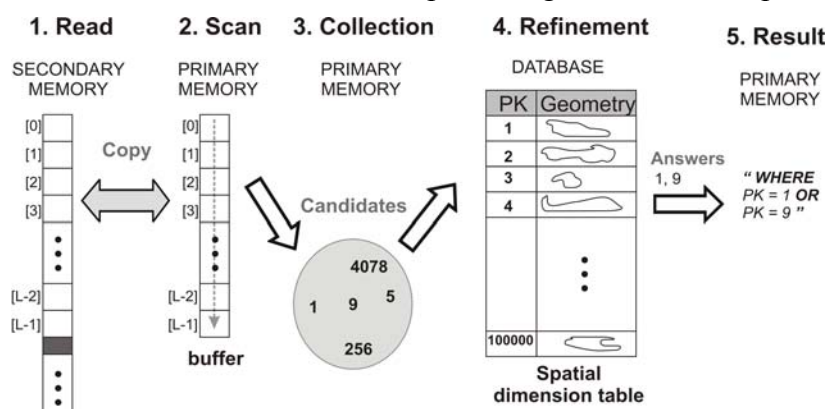 1. Read
SECONDARY
MEMORY
[0]
[1]
[2]
[3]
[L-2]
[L-1]
Copy
2. Scan
PRIMARY
MEMORY
[0]
[1]
[2]
[3]
[L-2]
[L-1]
buffer
3. Collection
PRIMARY
MEMORY
Candidates
4078
1 9 5
256
4. Refinement
DATABASE
PK Geometry
1
2
3
4
100000
Spatial
dimension table
Answers
1, 9
5. Result
PRIMARY
MEMORY
" WHERE
PK = 1 OR
PK = 9 "